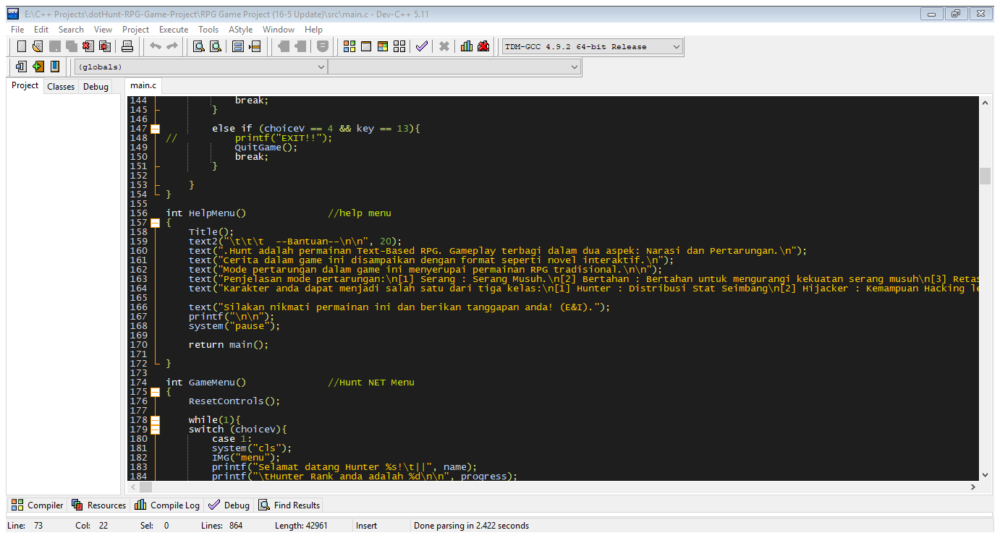 E:\C++ Projects\dotHunt-RPG-Game-Project\RPG Game Project (16-5 Update)\src\main.c - Dev-C++ 5.11
File Edit Search View Project Execute Tools AStyle Window Help
TDM-GCC 4.9.2 64-bit Release
(globals)
Project Classes Debug main.c
144 break;
145 }
146
147 else if (choiceV == 4 && key == 13){
148 // printf("EXIT!!");
149 QuitGame();
150 break;
151 }
152
153 }
154 }
155
156 int HelpMenu() //help menu
157 {
158 Title();
159 text2("\t\t\t --Bantuan--\n\n", 20);
160 text(".Hunt adalah permainan Text-Based RPG. Gameplay terbagi dalam dua aspek: Narasi dan Pertarungan.\n");
161 text("Cerita dalam game ini disampaikan dengan format seperti novel interaktif.\n");
162 text("Mode pertarungan dalam game ini menyerupai permainan RPG tradisional.\n\n");
163 text("Penjelasan mode pertarungan:\n[1] Serang : Serang Musuh.\n[2] Bertahan : Bertahan untuk mengurangi kekuatan serang musuh\n[3] Retas
164 text("Karakter anda dapat menjadi salah satu dari tiga kelas:\n[1] Hunter : Distribusi Stat Seimbang\n[2] Hijacker : Kemampuan Hacking le
165
166 text("Silakan nikmati permainan ini dan berikan tanggapan anda! (E&I).");
167 printf("\n\n");
168 system("pause");
169
170 return main();
171
172 }
173
174 int GameMenu() //Hunt NET Menu
175 {
176 ResetControls();
177
178 while(1){
179 switch (choiceV){
180 case 1:
181 system("cls");
182 IMG("menu");
183 printf("Selamat datang Hunter %s!\t||", name);
184 printf("\tHunter Rank anda adalah %d\n\n", progress);
Compiler Resources Compile Log Debug Find Results
Line: 73 Col: 22 Sel: 0 Lines: 864 Length: 42961 Insert Done parsing in 2.422 seconds